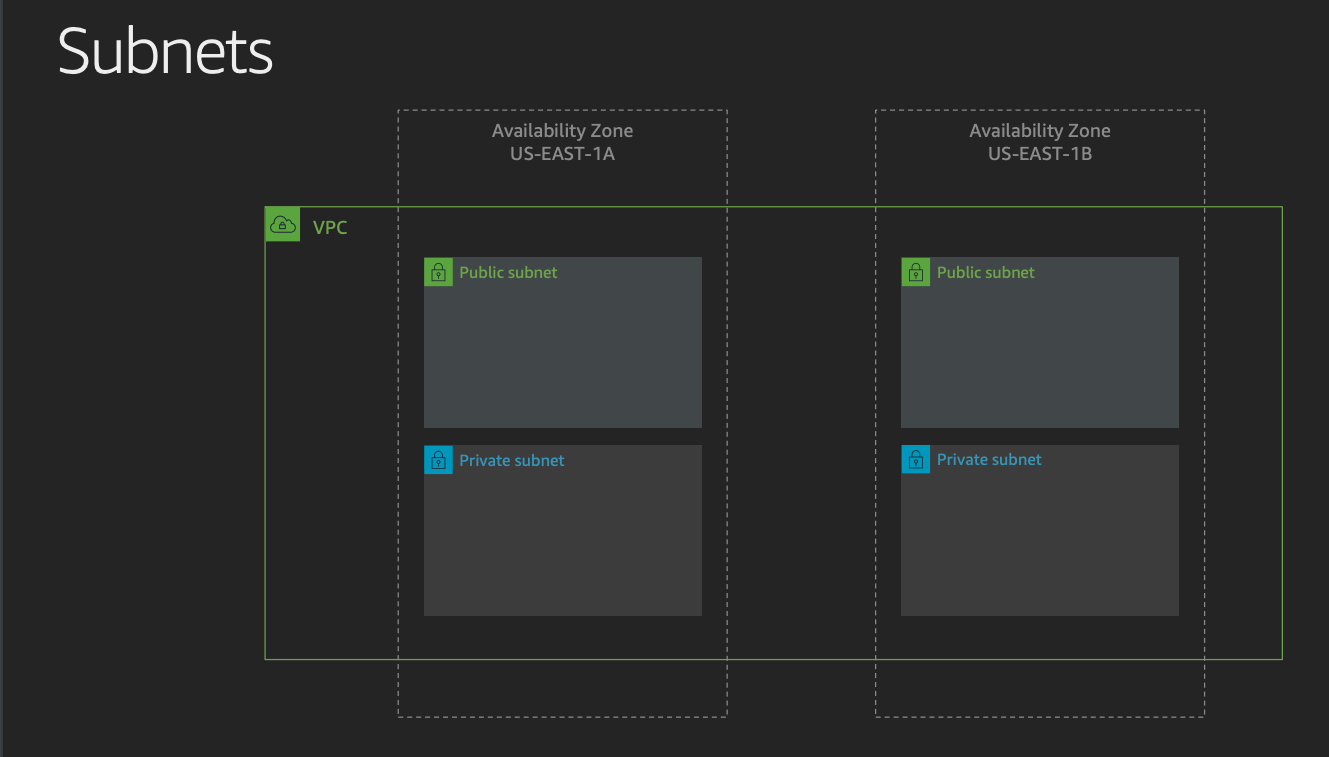 Subnets
Availability Zone
US-EAST-1A
Availability Zone
US-EAST-1B
VPC
Public subnet
Public subnet
Private subnet
Private subnet